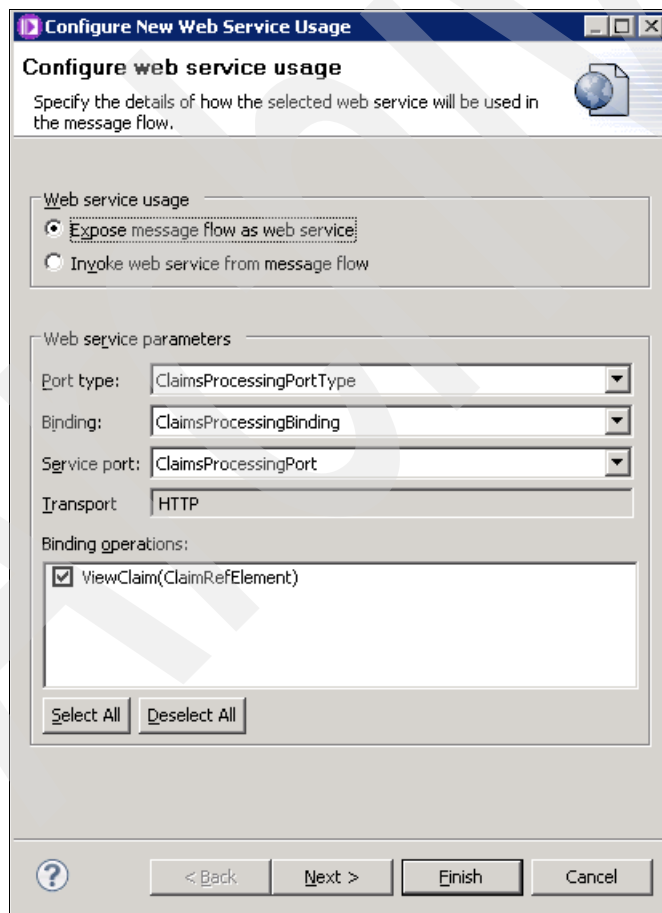 Configure New Web Service Usage
Configure web service usage
Specify the details of how the selected web service will be used in
the message flow.
Web service usage
Expose message flow as web service
Invoke web service from message flow
Web service parameters
Port type: ClaimsProcessingPortType
Binding: ClaimsProcessingBinding
Service port: ClaimsProcessingPort
Transport HTTP
Binding operations:
ViewClaim(ClaimRefElement)
Select All Deselect All
? < Back Next > Finish Cancel